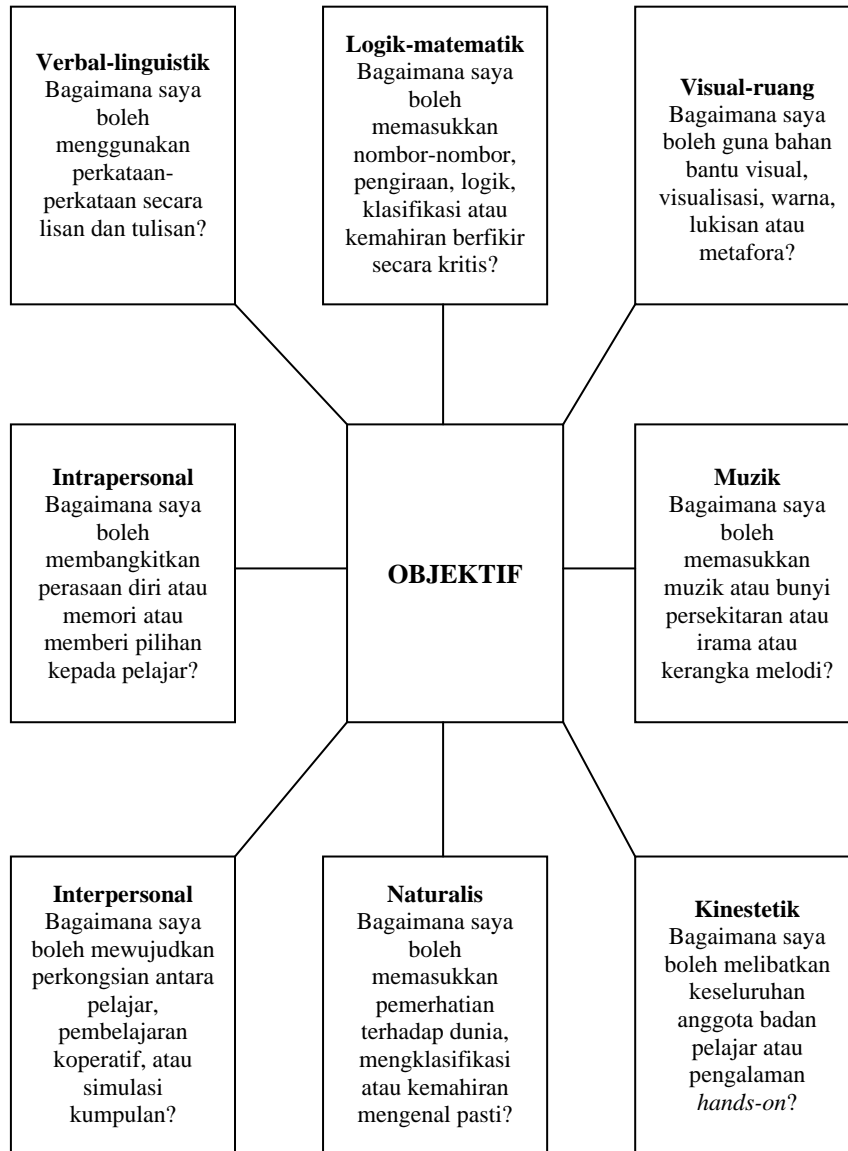 Verbal-linguistik
Bagaimana saya
boleh
menggunakan
perkataan-
perkataan secara
lisan dan tulisan?
Logik-matematik
Bagaimana saya
boleh
memasukkan
nombor-nombor,
pengiraan, logik,
klasifikasi atau
kemahiran berfikir
secara kritis?
Visual-ruang
Bagaimana saya
boleh guna bahan
bantu visual,
visualisasi, warna,
lukisan atau
metafora?
Intrapersonal
Bagaimana saya
boleh
membangkitkan
perasaan diri atau
memori atau
memberi pilihan
kepada pelajar?
OBJEKTIF
Muzik
Bagaimana saya
boleh
memasukkan
muzik atau bunyi
persekitaran atau
irama atau
kerangka melodi?
Interpersonal
Bagaimana saya
boleh mewujudkan
perkongsian antara
pelajar,
pembelajaran
koperatif, atau
simulasi
kumpulan?
Naturalis
Bagaimana saya
boleh
memasukkan
pemerhatian
terhadap dunia,
mengklasifikasi
atau kemahiran
mengenal pasti?
Kinestetik
Bagaimana saya
boleh melibatkan
keseluruhan
anggota badan
pelajar atau
pengalaman
hands-on?